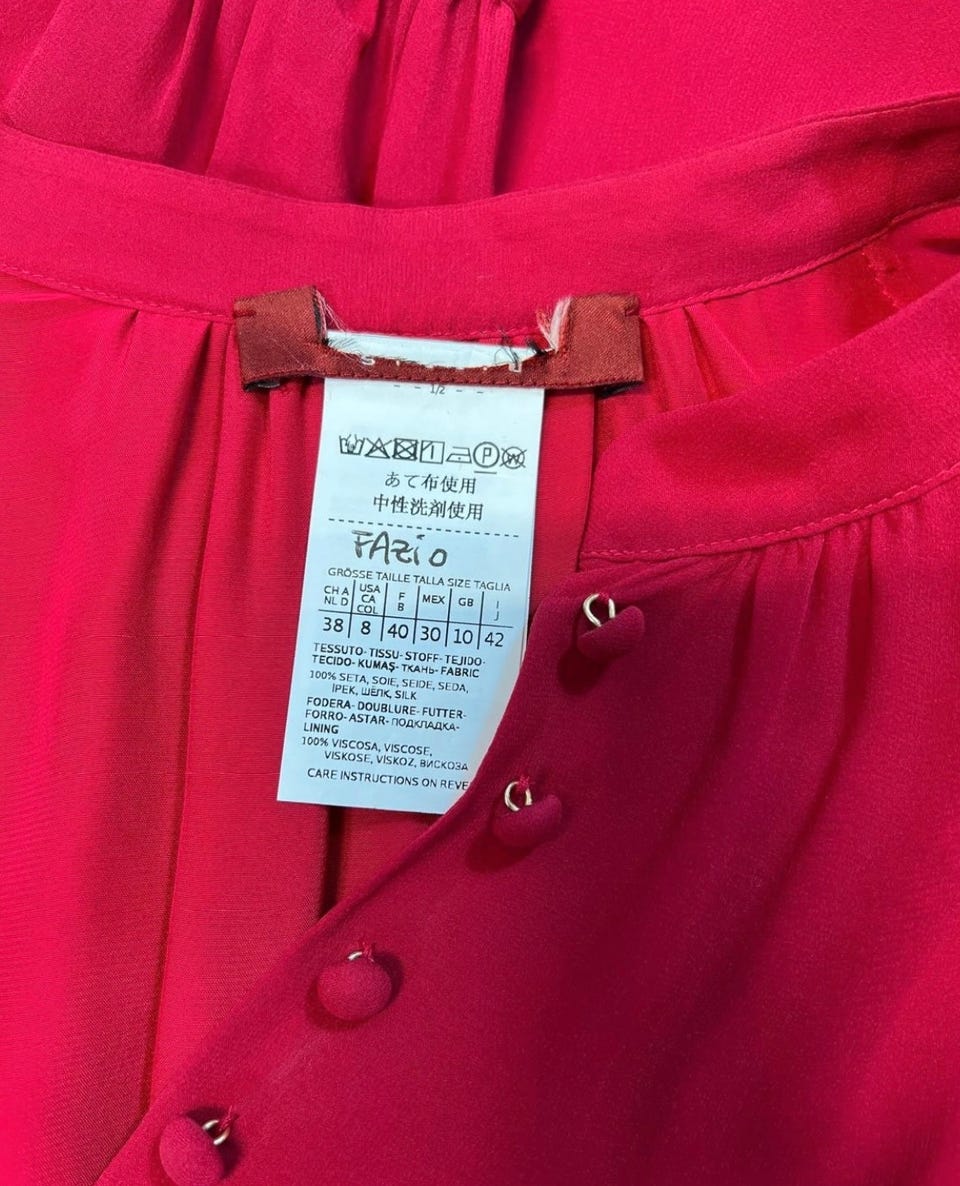 - - 1/2 - -
あて布使用
中性洗剤使用
FAZiO
GRÖSSE TAILLE TALLA SIZE TAGLIA
CH A NL D | USA CA COL | F B | MEX | GB | I J
38 | 8 | 40 | 30 | 10 | 42
TESSUTO-TISSU-STOFF-TEJIDO-
TECIDO-KUMAŞ-ТКАНЬ-FABRIC
100% SETA, SOIE, SEIDE, SEDA,
İPEK, ШЁЛК, SILK
FODERA-DOUBLURE-FUTTER-
FORRO-ASTAR-ПОДКЛАДКА-
LINING
100% VISCOSA, VISCOSE,
VISKOSE, VİSKOZ, ВИСКОЗА
CARE INSTRUCTIONS ON REVE